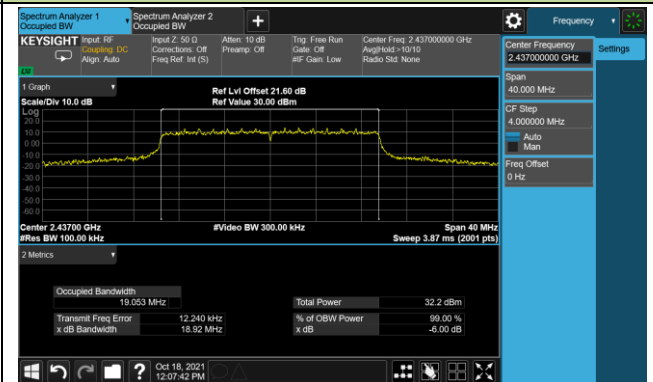 Spectrum Analyzer 1
Occupied BW
Spectrum Analyzer 2
Occupied BW
Frequency
KEYSIGHT
Input: RF
Coupling: DC
Align: Auto
Input Z: 50 Ω
Corrections: Off
Freq Ref: Int (S)
Atten: 10 dB
Preamp: Off
Trig: Free Run
Gate: Off
#IF Gain: Low
Center Freq: 2.437000000 GHz
Avg|Hold:>10/10
Radio Std: None
Center Frequency
2.437000000 GHz
Settings
Span
40.000 MHz
CF Step
4.000000 MHz
Auto
Man
Freq Offset
0 Hz
1 Graph
Scale/Div 10.0 dB
Ref Lvl Offset 21.60 dB
Ref Value 30.00 dBm
Log
20.0
10.0
0.00
-10.0
-20.0
-30.0
-40.0
-50.0
-60.0
Center 2.43700 GHz
#Video BW 300.00 kHz
Span 40 MHz
#Res BW 100.00 kHz
Sweep 3.87 ms (2001 pts)
2 Metrics
Occupied Bandwidth
19.053 MHz
Total Power
32.2 dBm
Transmit Freq Error
12.240 kHz
% of OBW Power
99.00 %
x dB Bandwidth
18.92 MHz
x dB
-6.00 dB
?
Oct 18, 2021
12:07:42 PM